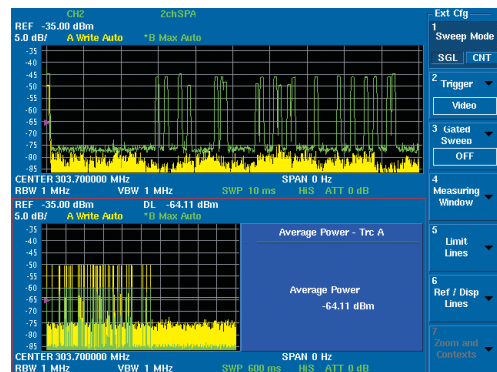 CH2 2chSPA
REF -35.00 dBm
5.0 dB/ A Write Auto *B Max Auto
-35
-40
-45
-50
-55
-60
-65
-70
-75
-80
-85
CENTER 303.700000 MHz SPAN 0 Hz
RBW 1 MHz VBW 1 MHz SWP 10 ms HiS ATT 0 dB
REF -35.00 dBm DL -64.11 dBm
5.0 dB/ A Write Auto *B Max Auto
-35
-40
-45
-50
-55
-60
-65
-70
-75
-80
-85
Average Power - Trc A
Average Power
-64.11 dBm
CENTER 303.700000 MHz SPAN 0 Hz
RBW 1 MHz VBW 1 MHz SWP 600 ms HiS ATT 0 dB
Ext Cfg
1
Sweep Mode
SGL CNT
2
Trigger
Video
3 Gated
Sweep
OFF
4
Measuring
Window
5
Limit
Lines
6
Ref / Disp
Lines
7
Zoom and
Contexts